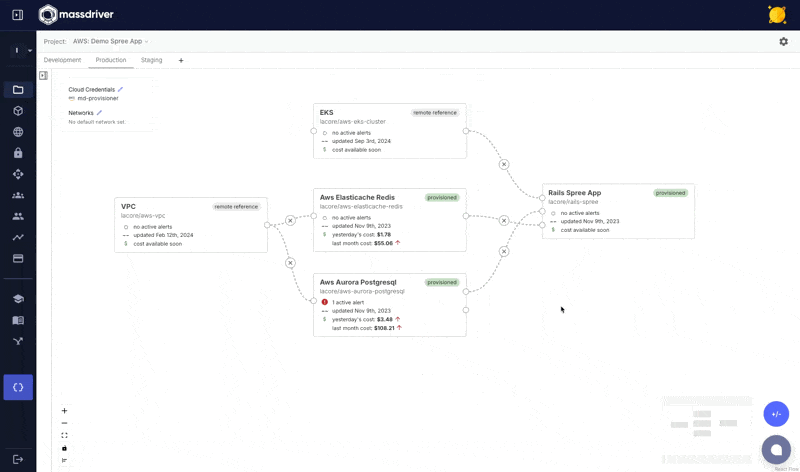 massdriver
Project: AWS: Demo Spree App
I
Development Production Staging +
Cloud Credentials
md-provisioner
Networks
No default network set
EKS remote reference
lacore/aws-eks-cluster
no active alerts
updated Sep 3rd, 2024
$ cost available soon
VPC remote reference
lacore/aws-vpc
no active alerts
updated Feb 12th, 2024
$ cost available soon
Aws Elasticache Redis provisioned
lacore/aws-elasticache-redis
no active alerts
updated Nov 9th, 2023
$ yesterday's cost: $1.78
last month cost: $55.06 ↑
Rails Spree App provisioned
lacore/rails-spree
no active alerts
updated Nov 9th, 2023
$ cost available soon
Aws Aurora Postgresql provisioned
lacore/aws-aurora-postgresql
1 active alert
updated Nov 9th, 2023
$ yesterday's cost: $3.48 ↑
last month cost: $108.21 ↑
{}
+/-
React Flow